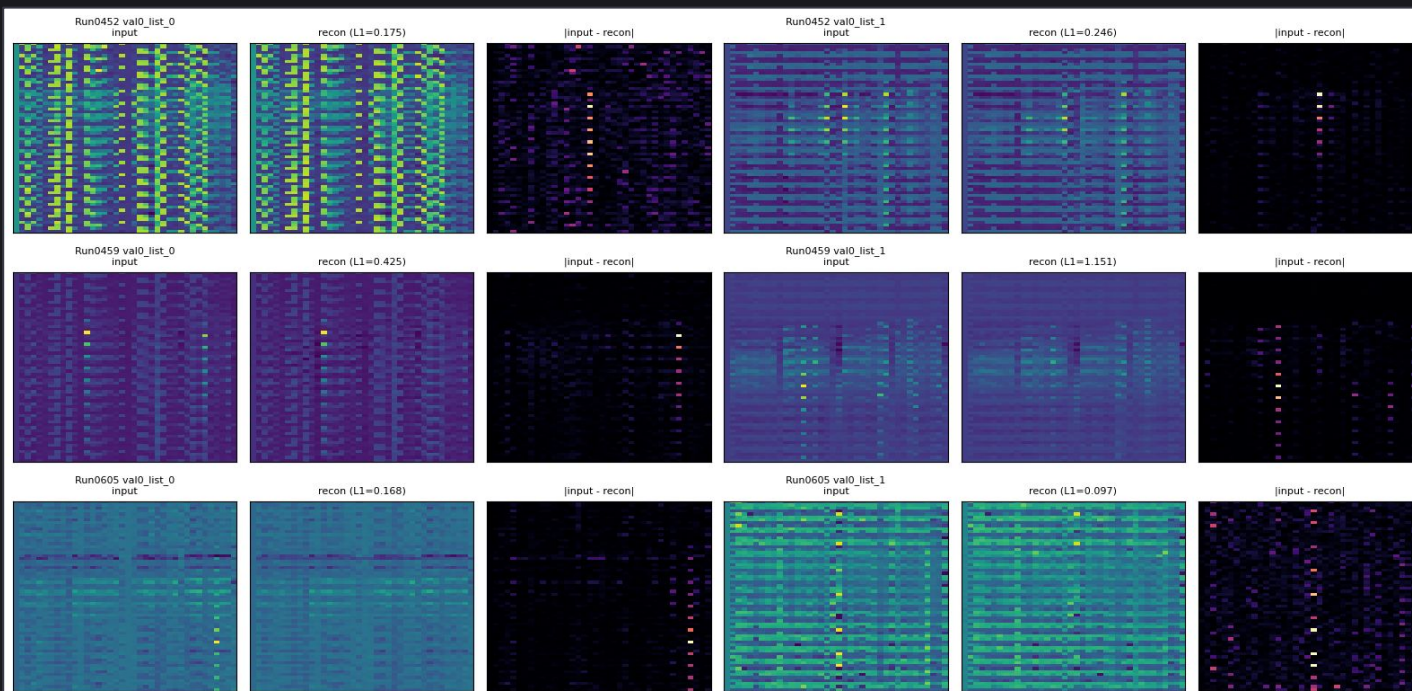 Run0452 val0_list_0
input
recon (L1=0.175)
|input - recon|
Run0452 val0_list_1
input
recon (L1=0.246)
|input - recon|
Run0459 val0_list_0
input
recon (L1=0.425)
|input - recon|
Run0459 val0_list_1
input
recon (L1=1.151)
|input - recon|
Run0605 val0_list_0
input
recon (L1=0.168)
|input - recon|
Run0605 val0_list_1
input
recon (L1=0.097)
|input - recon|